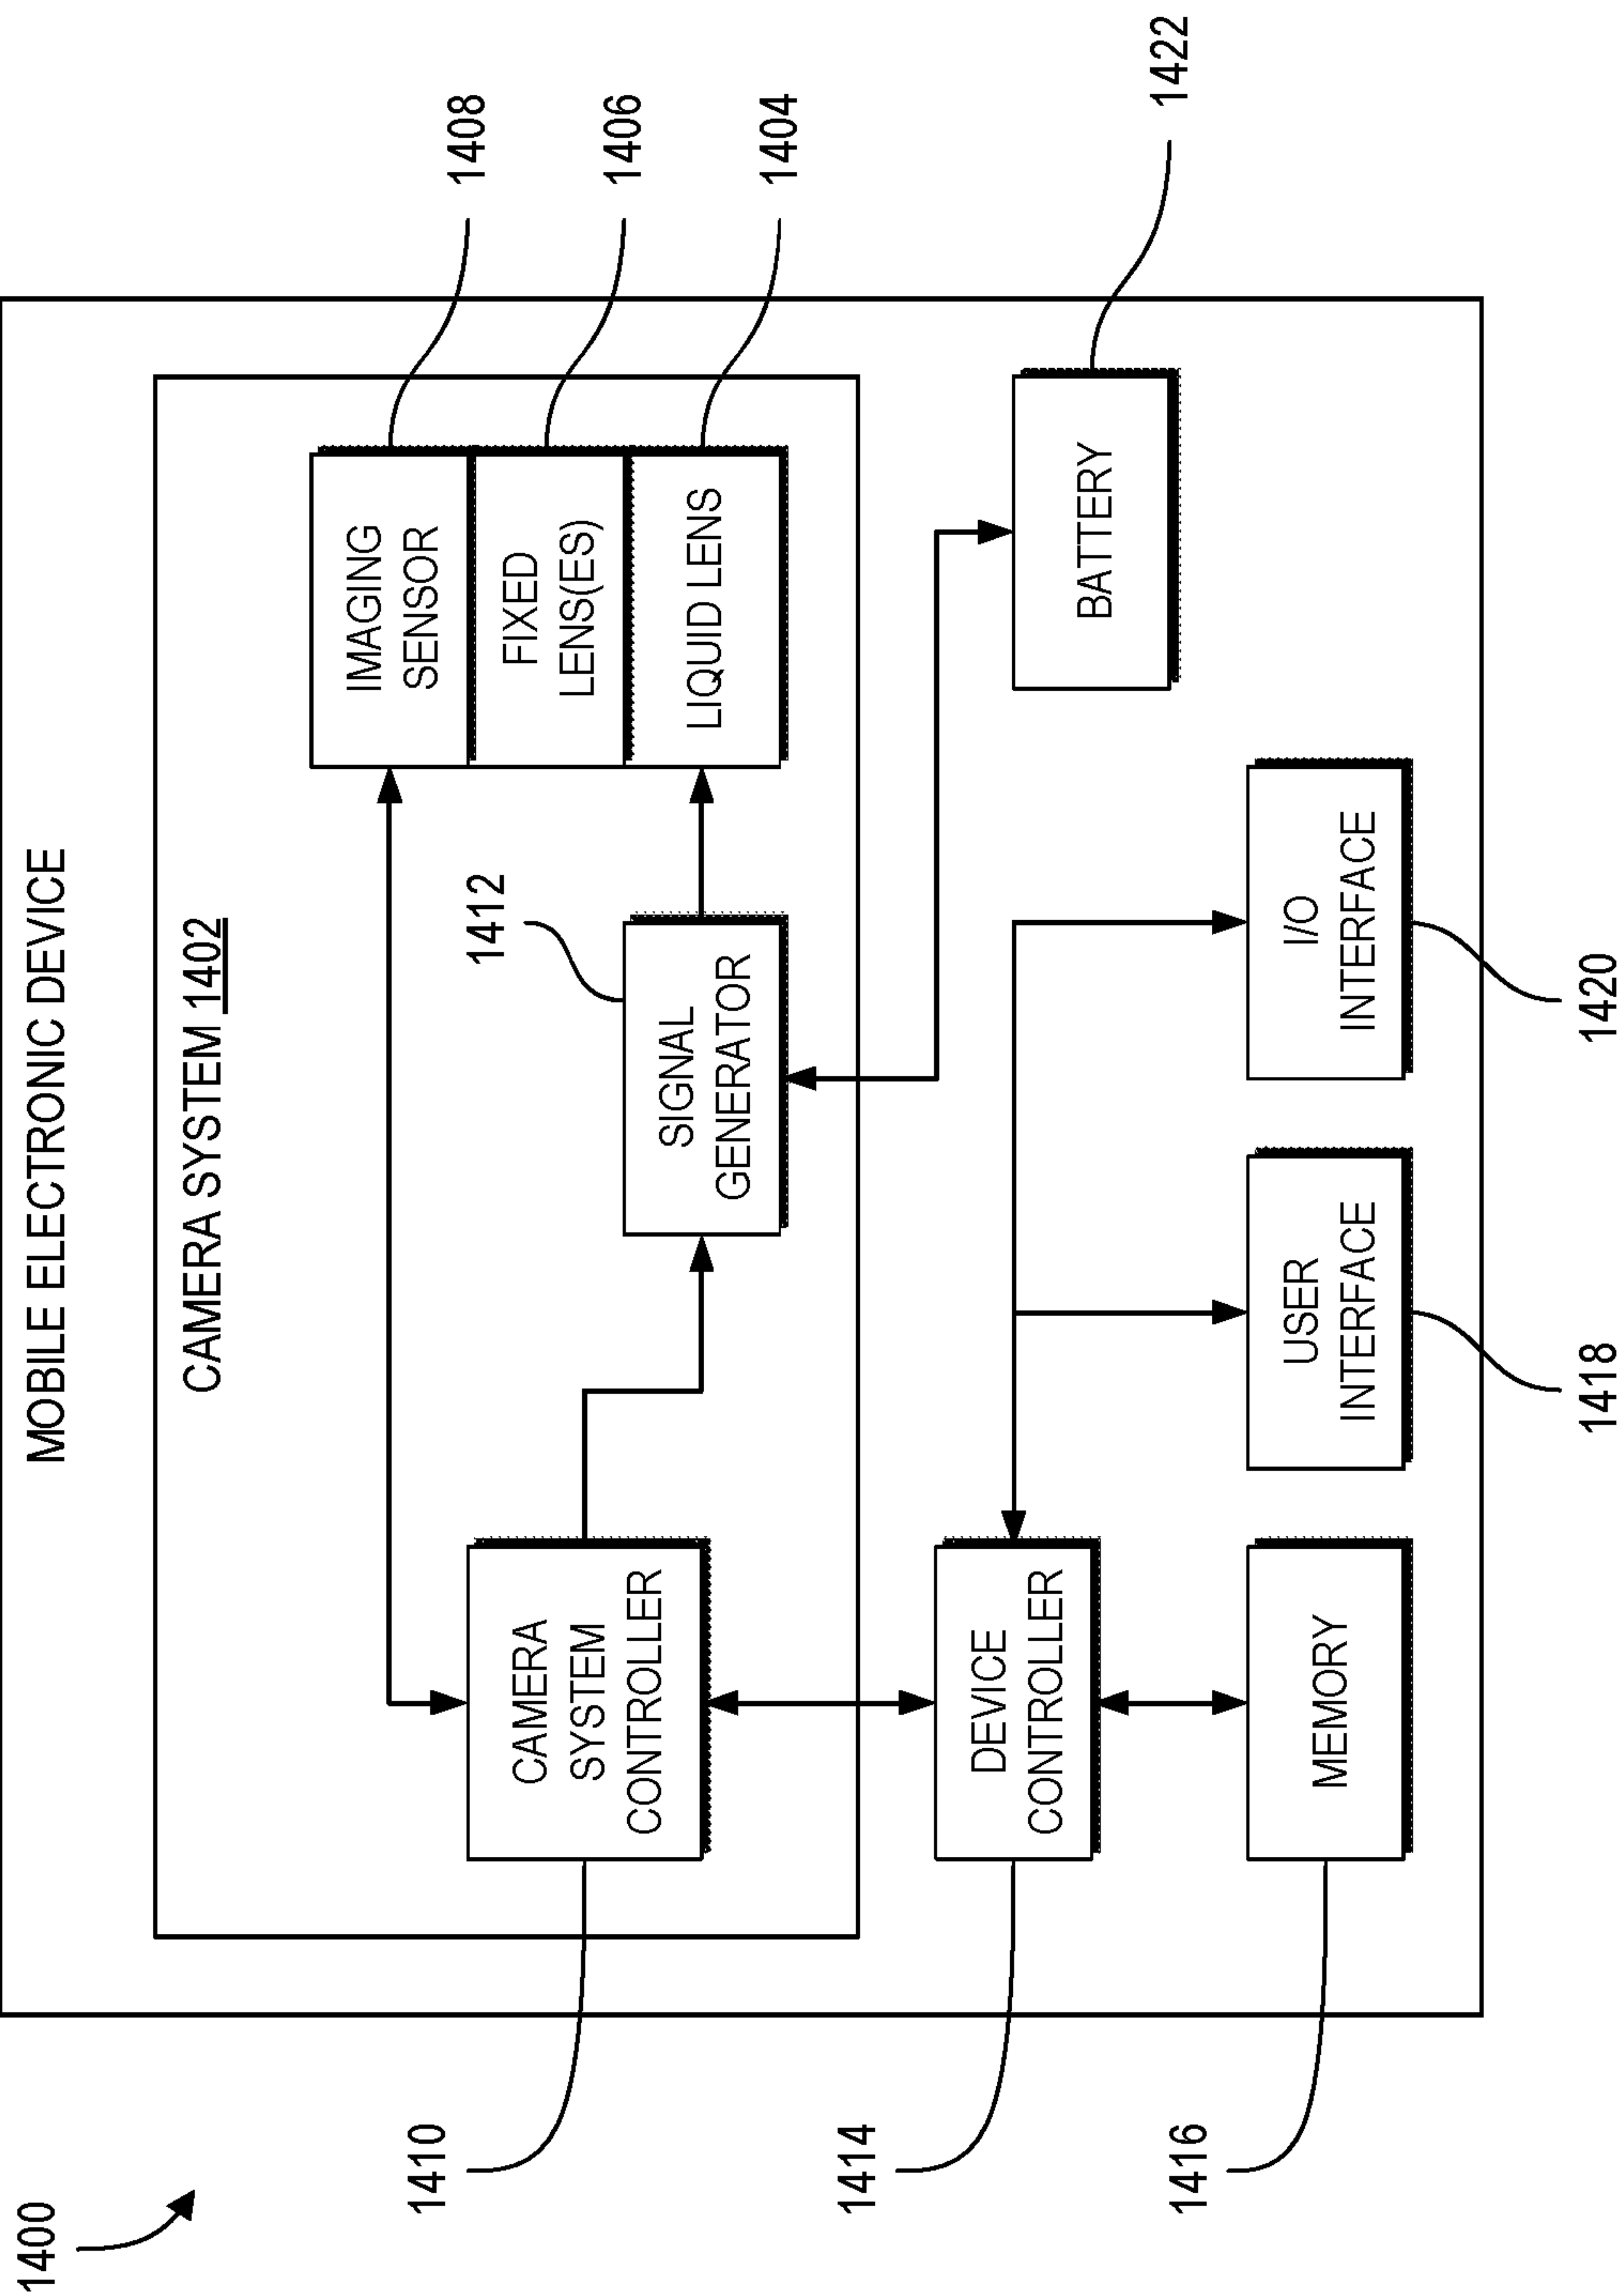 1400
MOBILE ELECTRONIC DEVICE
CAMERA SYSTEM 1402
IMAGING
SENSOR
1408
FIXED
LENS(ES)
1406
LIQUID LENS
1404
1412
SIGNAL
GENERATOR
1410
CAMERA
SYSTEM
CONTROLLER
1414
DEVICE
CONTROLLER
BATTERY
1422
1416
MEMORY
USER
INTERFACE
1418
I/O
INTERFACE
1420